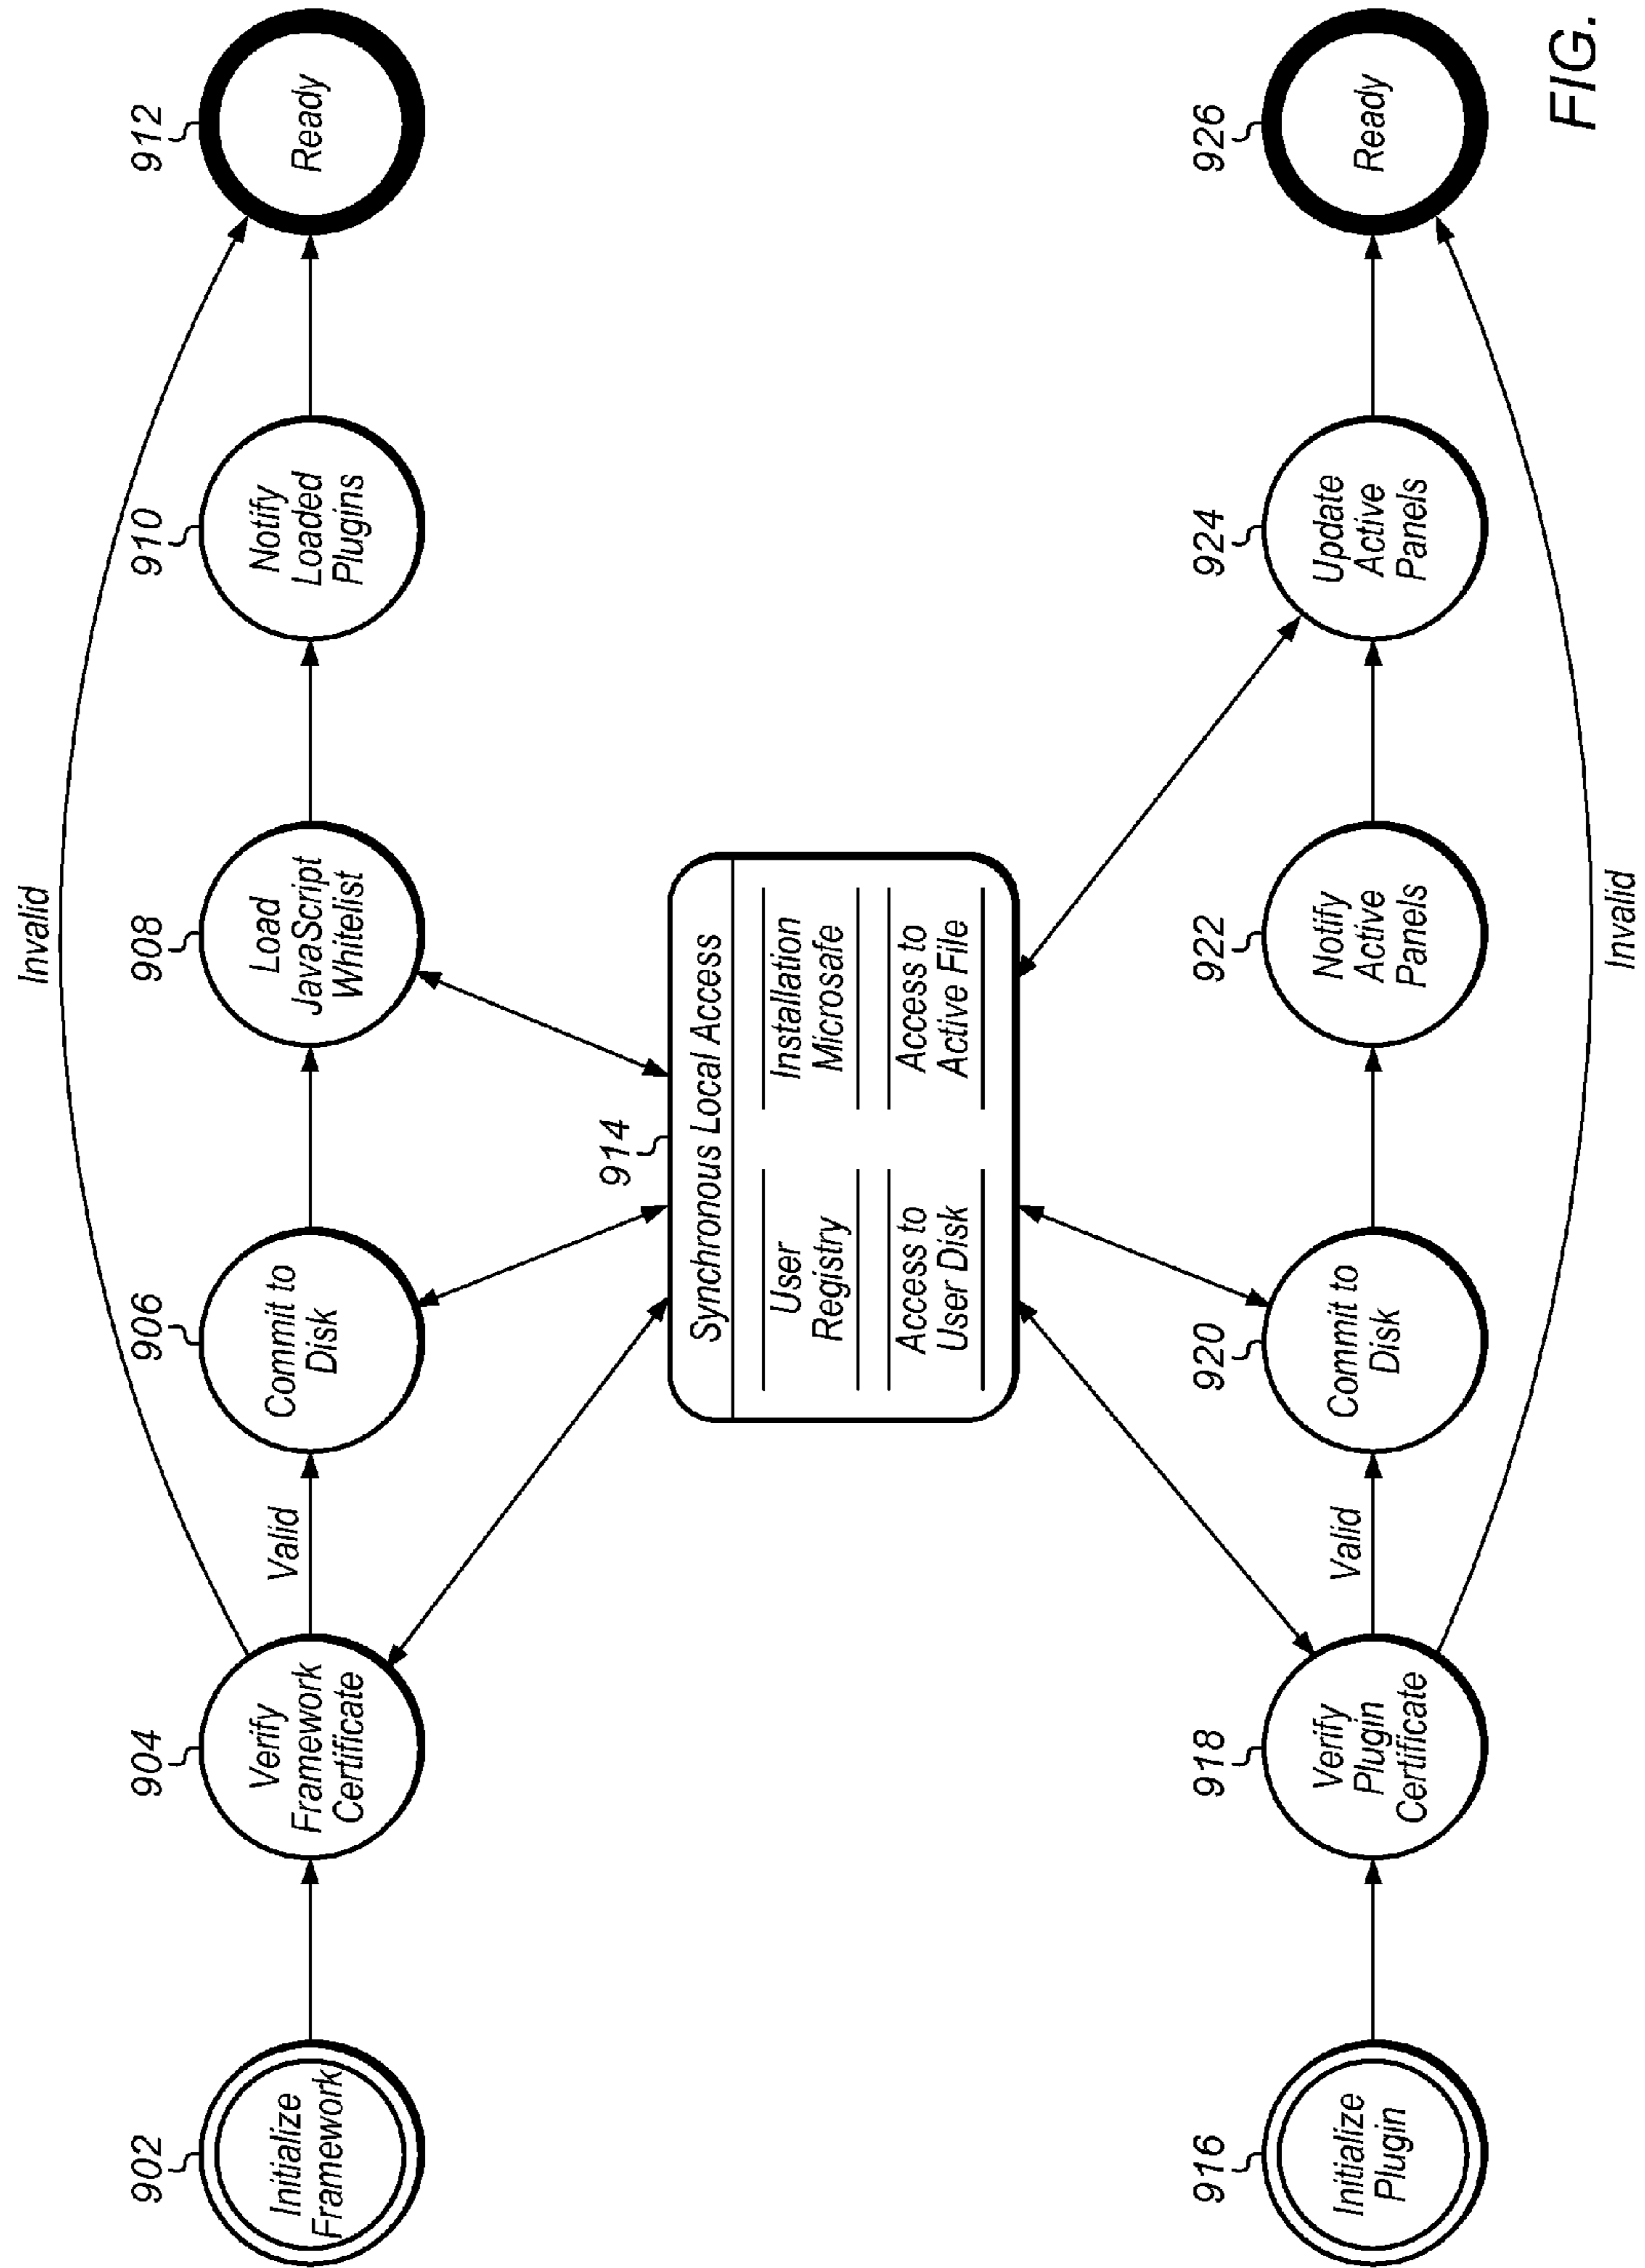 Invalid
902
904
906
908
910
912
Initialize
Framework
Verify
Framework
Certificate
Valid
Commit to
Disk
Load
JavaScript
Whitelist
Notify
Loaded
Plugins
Ready
914
Synchronous Local Access
User
Registry
Installation
Microsafe
Access to
User Disk
Access to
Active File
916
918
920
922
924
926
Initialize
Plugin
Verify
Plugin
Certificate
Valid
Commit to
Disk
Notify
Active
Panels
Update
Active
Panels
Ready
Invalid
FIG.